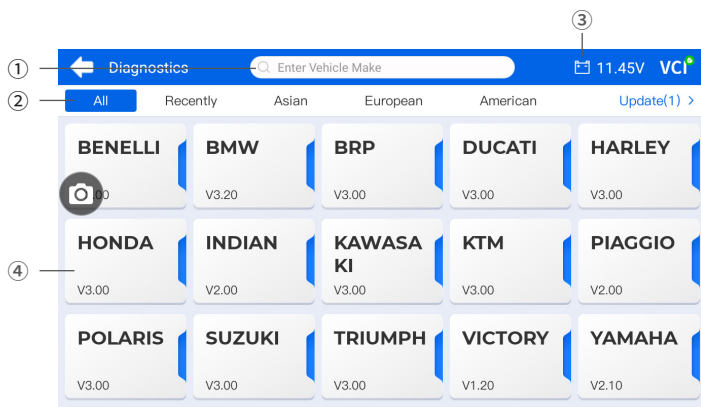 ③
①
Diagnostics
Enter Vehicle Make
11.45V
VCI
②
All
Recently
Asian
European
American
Update(1) >
BENELLI
BMW
BRP
DUCATI
HARLEY
.00
V3.20
V3.00
V3.00
V3.00
④
HONDA
INDIAN
KAWASA
KI
KTM
PIAGGIO
V3.00
V2.00
V3.00
V3.00
V2.00
POLARIS
SUZUKI
TRIUMPH
VICTORY
YAMAHA
V3.00
V3.00
V3.00
V1.20
V2.10